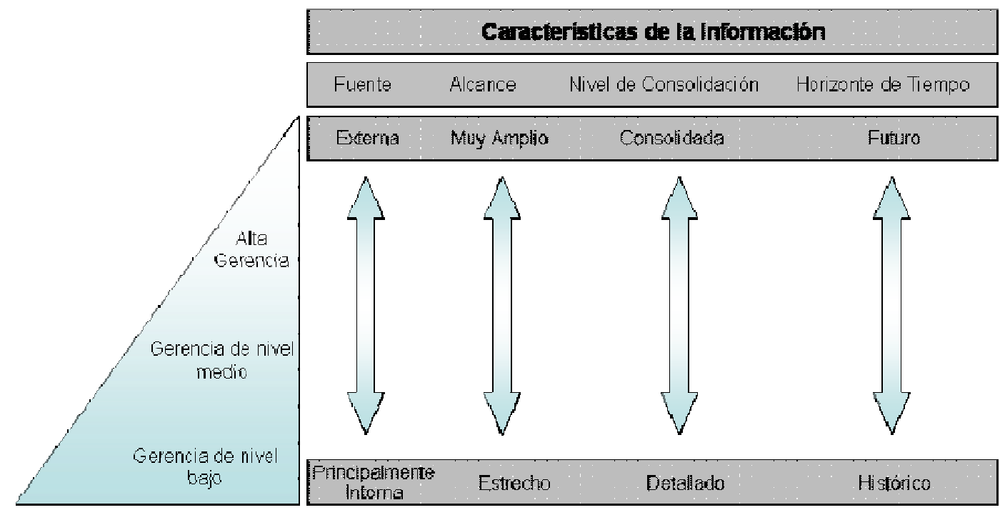 Características de la Información
Fuente Alcance Nivel de Consolidación Horizonte de Tiempo
Externa Muy Amplio Consolidada Futuro
Alta
Gerencia
Gerencia de nivel
medio
Gerencia de nivel
bajo
Principalmente
Interna
Estrecho Detallado Histórico